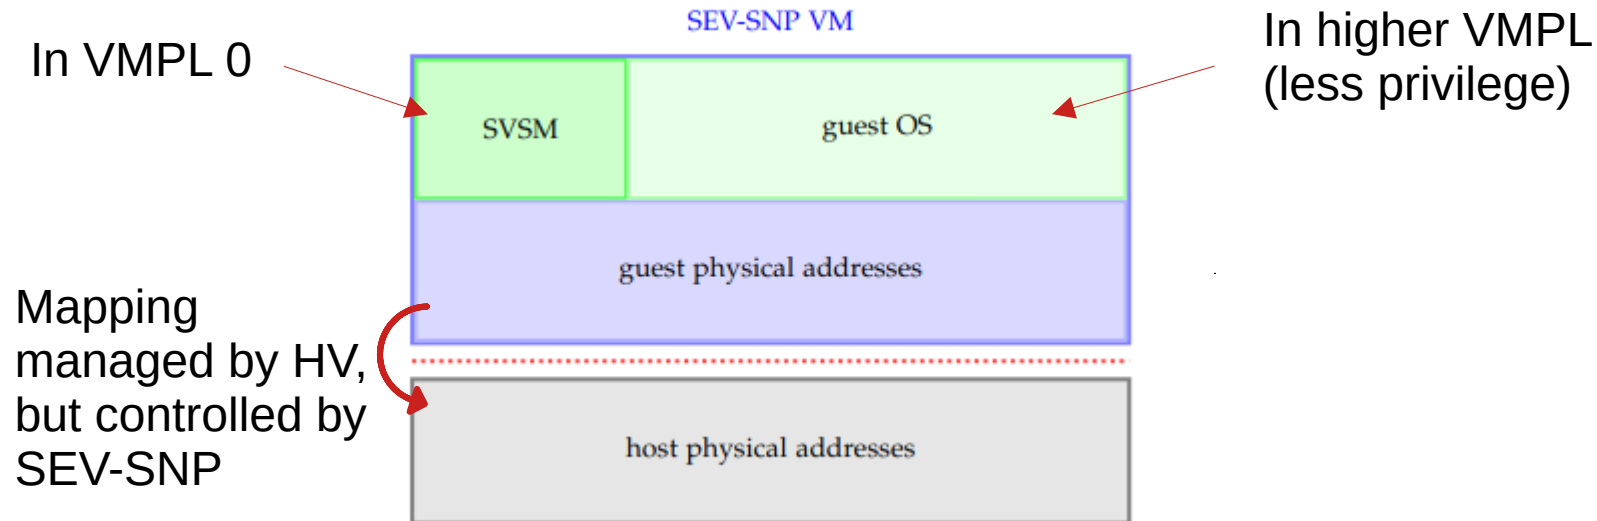 SEV-SNP VM
In VMPL 0
In higher VMPL
(less privilege)
SVSM
guest OS
guest physical addresses
Mapping
managed by HV,
but controlled by
SEV-SNP
host physical addresses